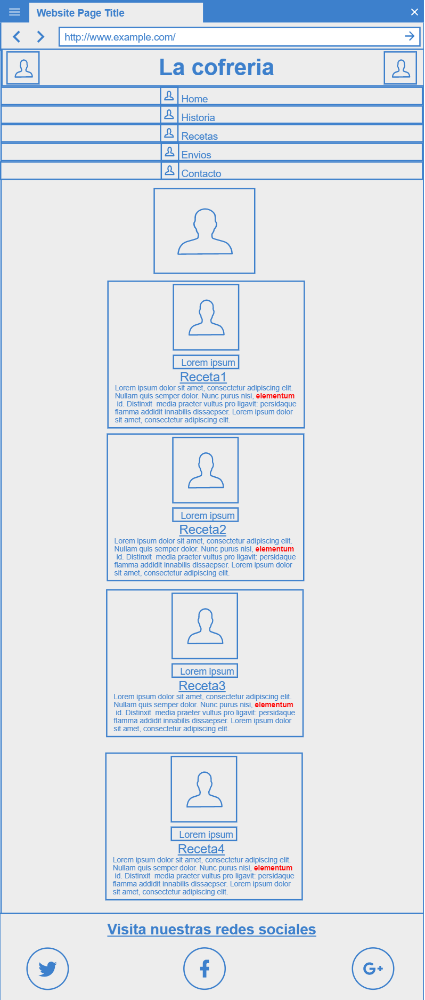 Website Page Title
http://www.example.com/
La cofreria
Home
Historia
Recetas
Envios
Contacto
Lorem ipsum
Receta1
Lorem ipsum dolor sit amet, consectetur adipiscing elit.
Nullam quis semper dolor. Nunc purus nisi, elementum
id. Distinxit  media praeter vultus pro ligavit: persidaque
flamma addidit innabilis dissaepser. Lorem ipsum dolor
sit amet, consectetur adipiscing elit.
Lorem ipsum
Receta2
Lorem ipsum dolor sit amet, consectetur adipiscing elit.
Nullam quis semper dolor. Nunc purus nisi, elementum
id. Distinxit  media praeter vultus pro ligavit: persidaque
flamma addidit innabilis dissaepser. Lorem ipsum dolor
sit amet, consectetur adipiscing elit.
Lorem ipsum
Receta3
Lorem ipsum dolor sit amet, consectetur adipiscing elit.
Nullam quis semper dolor. Nunc purus nisi, elementum
id. Distinxit  media praeter vultus pro ligavit: persidaque
flamma addidit innabilis dissaepser. Lorem ipsum dolor
sit amet, consectetur adipiscing elit.
Lorem ipsum
Receta4
Lorem ipsum dolor sit amet, consectetur adipiscing elit.
Nullam quis semper dolor. Nunc purus nisi, elementum
id. Distinxit  media praeter vultus pro ligavit: persidaque
flamma addidit innabilis dissaepser. Lorem ipsum dolor
sit amet, consectetur adipiscing elit.
Visita nuestras redes sociales
G+